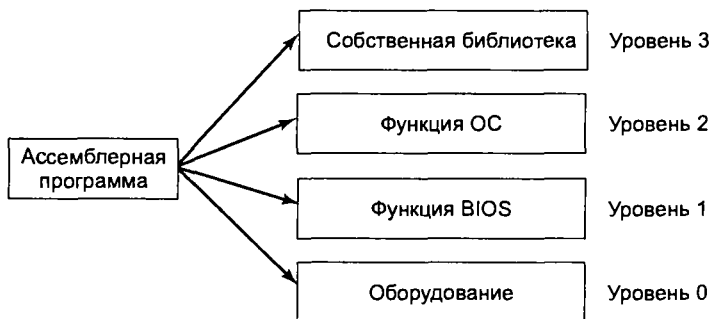 Собственная библиотека Уровень 3
Функция ОС Уровень 2
Ассемблерная
программа
Функция BIOS Уровень 1
Оборудование Уровень 0